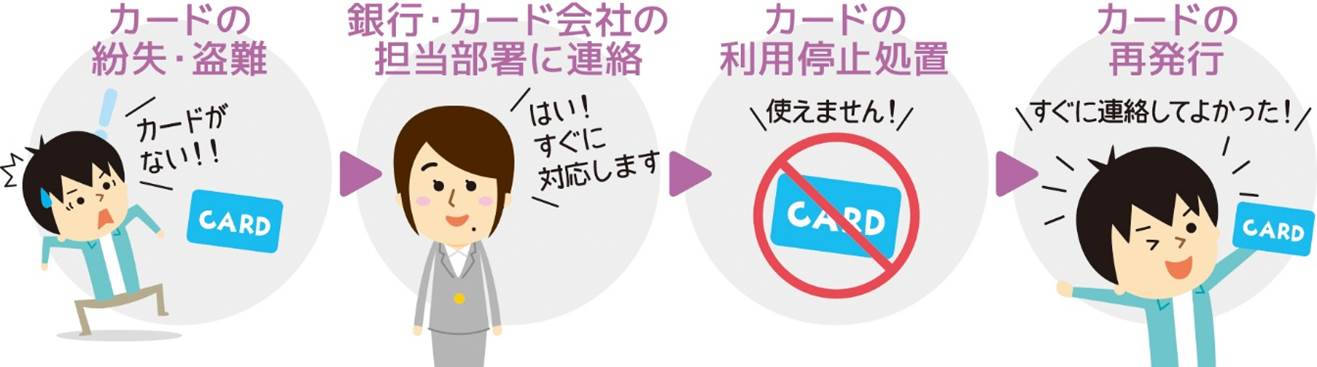 カードの
紛失・盗難
カードが
ない!!
CARD
銀行・カード会社の
担当部署に連絡
はい!
すぐに
対応します
カードの
利用停止処置
使えません!
CARD
カードの
再発行
すぐに連絡してよかった!
CARD